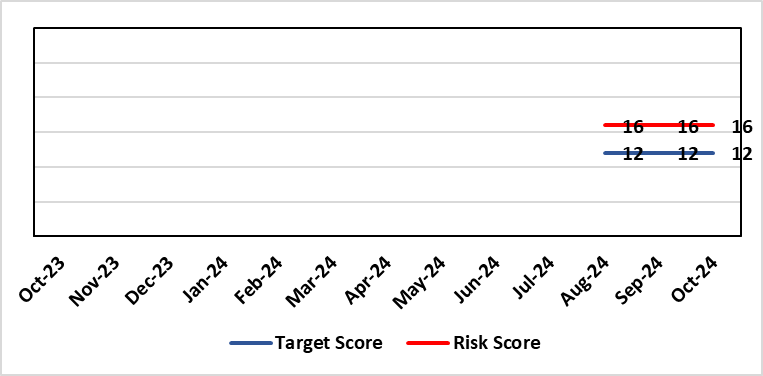 16 16 16
12 12 12
Oct-23 Nov-23 Dec-23 Jan-24 Feb-24 Mar-24 Apr-24 May-24 Jun-24 Jul-24 Aug-24 Sep-24 Oct-24
Target Score Risk Score